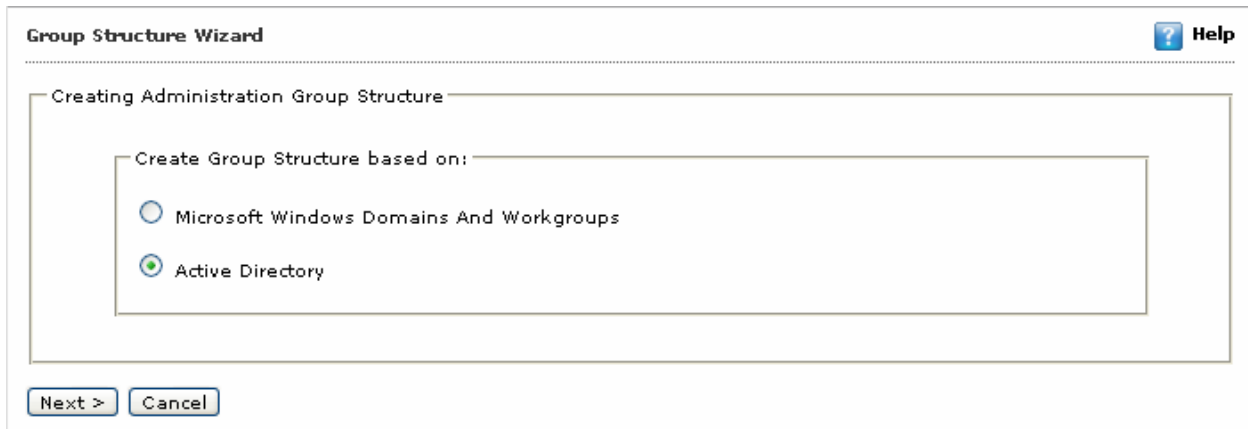 Group Structure Wizard
? Help
Creating Administration Group Structure
Create Group Structure based on:
Microsoft Windows Domains And Workgroups
Active Directory
Next > Cancel